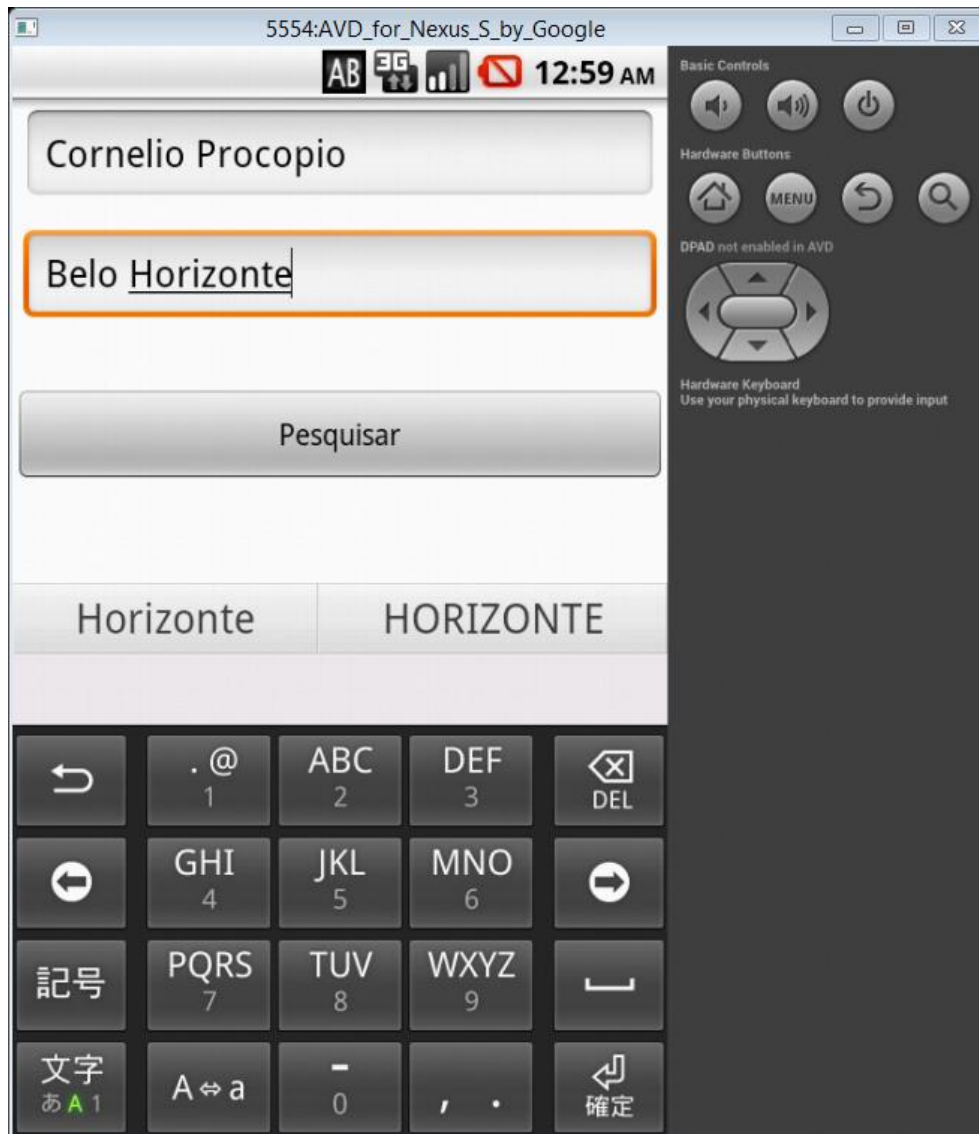 5554:AVD_for_Nexus_S_by_Google
AB 3G 12:59 AM
Cornelio Procopio
Belo Horizonte
Pesquisar
Horizonte HORIZONTE
. @ ABC DEF
1 2 3 DEL
GHI JKL MNO
4 5 6
記号 PQRS TUV WXYZ
7 8 9
文字 A⇔a - , . 確定
あ A 1 0
Basic Controls
Hardware Buttons
MENU
DPAD not enabled in AVD
Hardware Keyboard
Use your physical keyboard to provide input